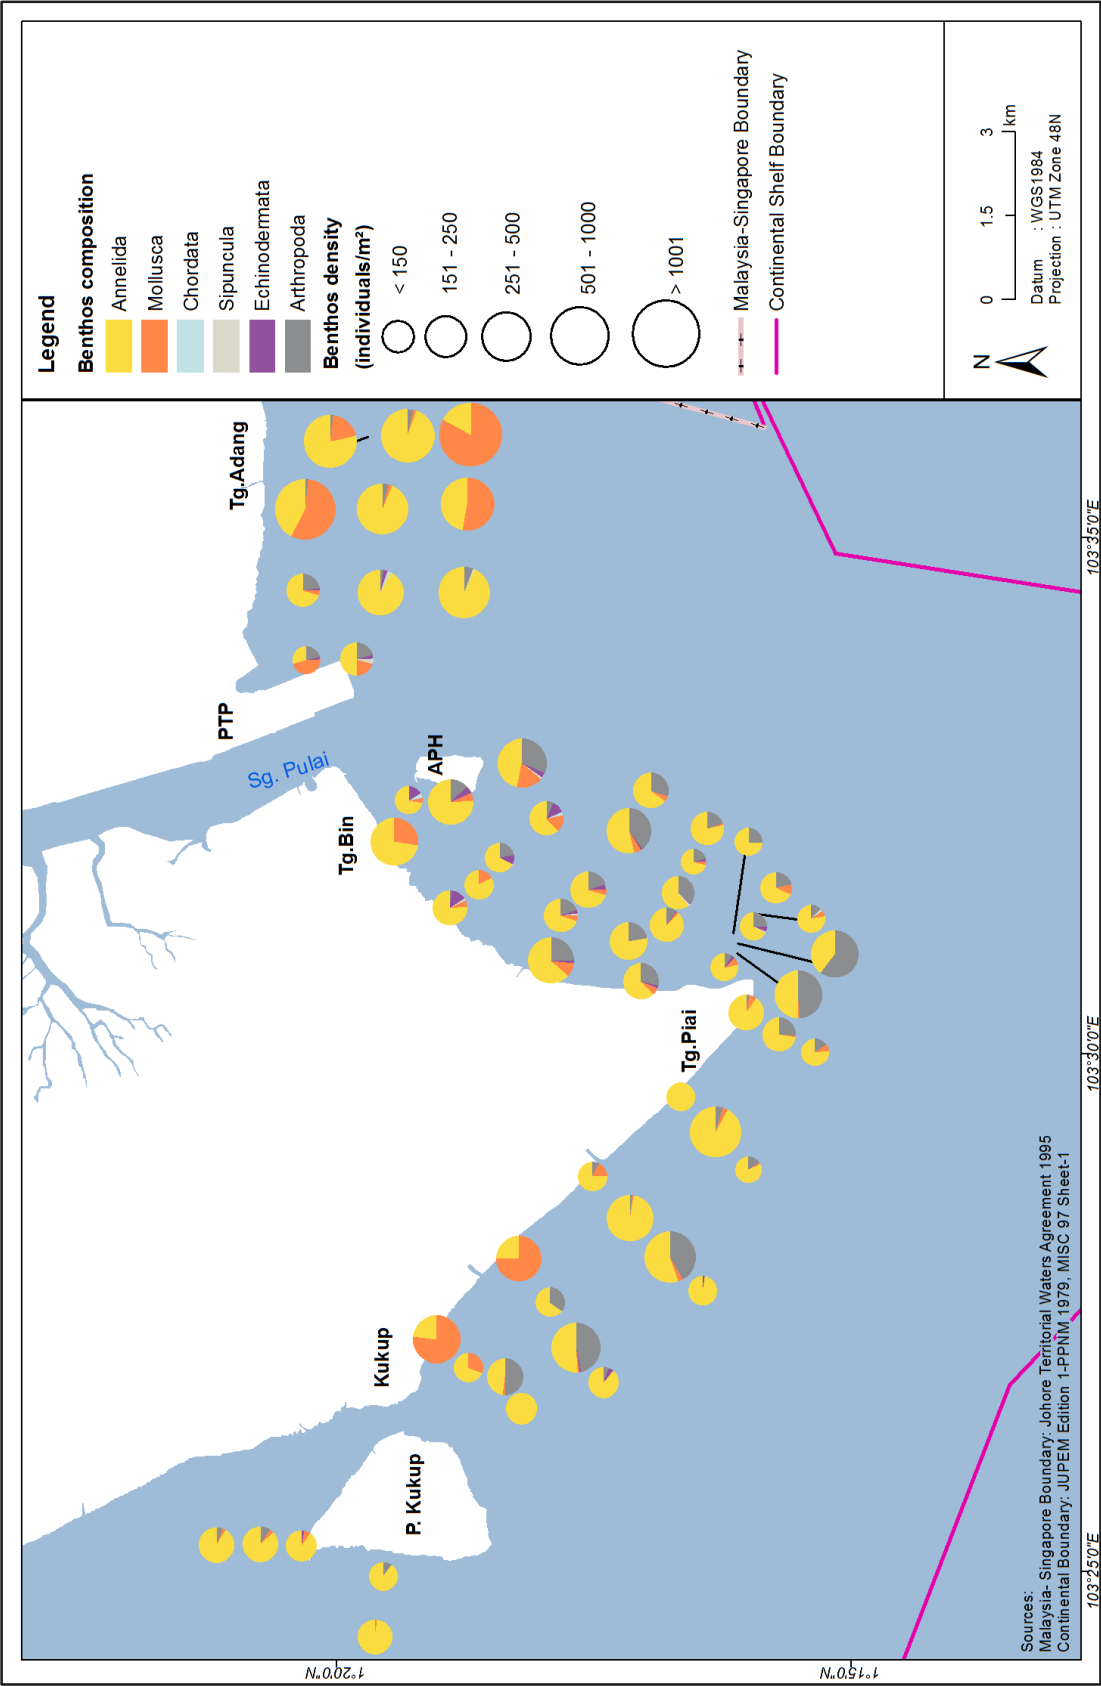 Legend
Benthos composition
Annelida
Mollusca
Chordata
Sipuncula
Echinodermata
Arthropoda
Benthos density
(individuals/m²)
< 150
151 - 250
251 - 500
501 - 1000
> 1001
Malaysia-Singapore Boundary
Continental Shelf Boundary
N
0 1.5 3
km
Datum : WGS1984
Projection : UTM Zone 48N
Tg.Adang
PTP
Sg. Pulai
APH
Tg.Bin
Tg.Piai
Kukup
P. Kukup
1°20'0"N
1°15'0"N
103°25'0"E
103°30'0"E
103°35'0"E
Sources:
Malaysia- Singapore Boundary: Johore Territorial Waters Agreement 1995
Continental Boundary: JUPEM Edition 1-PPNM 1979, MISC 97 Sheet-1